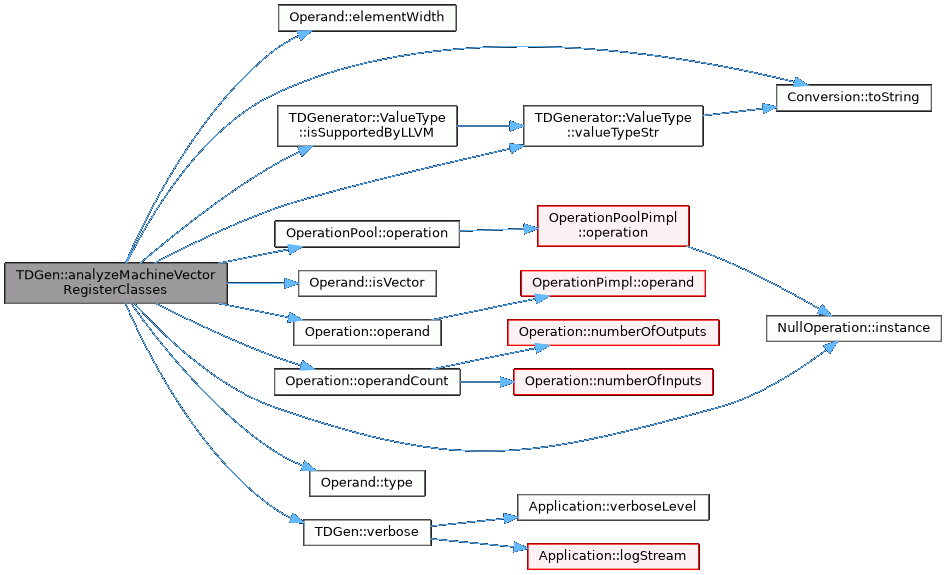 Operand::elementWidth
Conversion::toString
TDGenerator::ValueType
::isSupportedByLLVM
TDGenerator::ValueType
::valueTypeStr
OperationPool::operation
OperationPoolPimpl
::operation
TDGen::analyzeMachineVector
RegisterClasses
Operand::isVector
OperationPimpl::operand
Operation::operand
Operation::numberOfOutputs
NullOperation::instance
Operation::operandCount
Operation::numberOfInputs
Operand::type
Application::verboseLevel
TDGen::verbose
Application::logStream